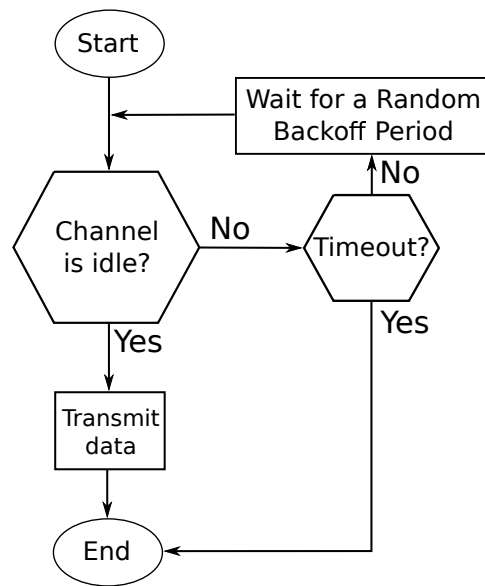 Start
Wait for a Random
Backoff Period
No
Channel
is idle?
No
Timeout?
Yes
Yes
Transmit
data
End